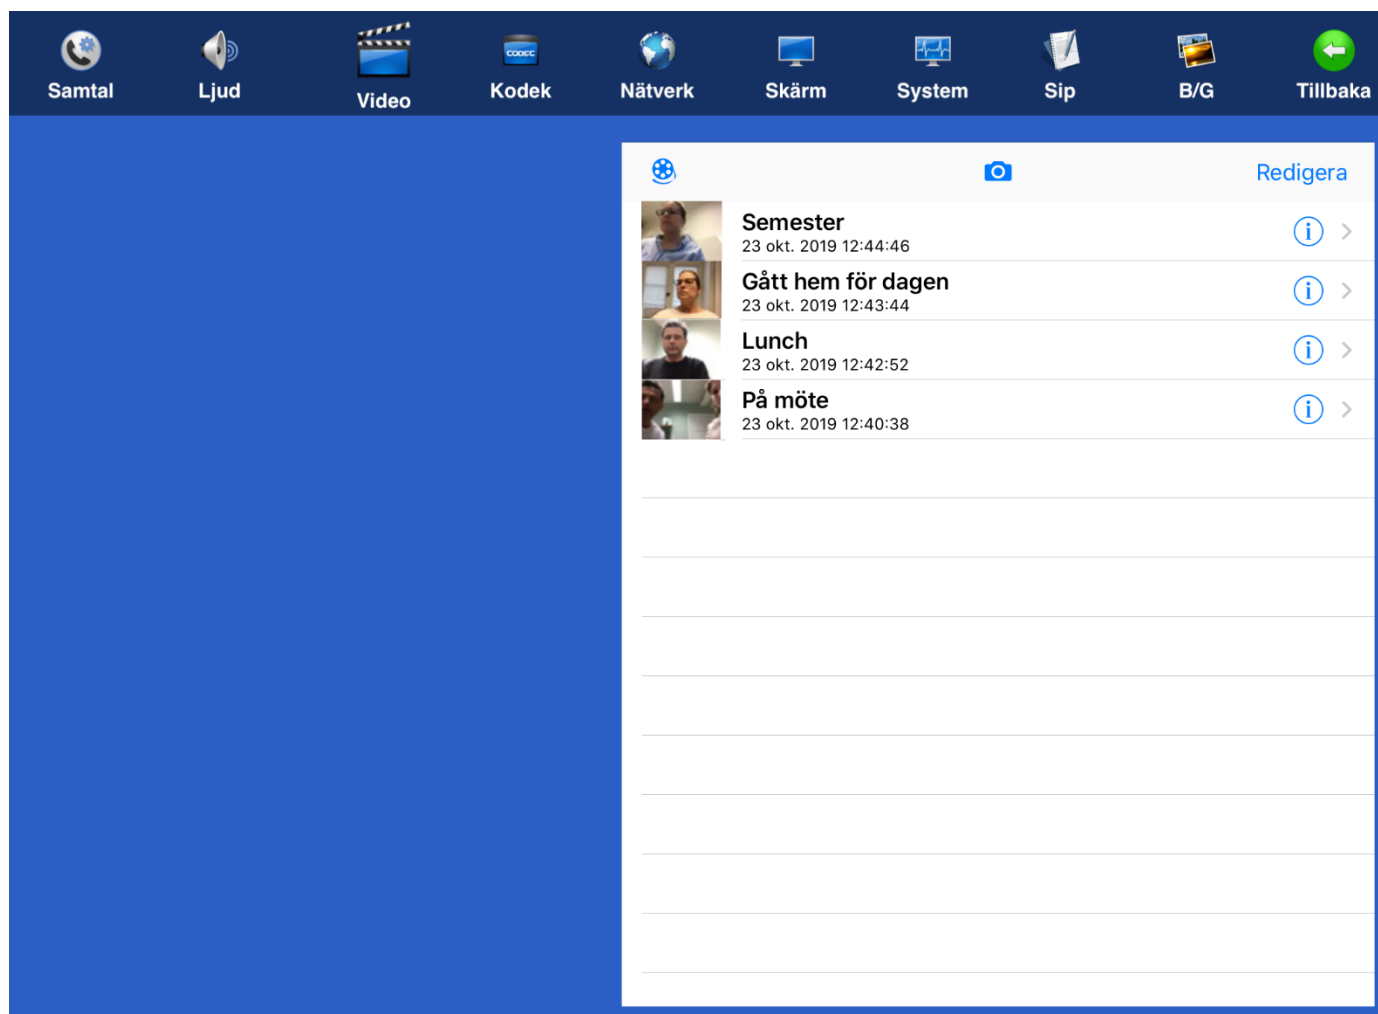 Samtal
Ljud
Video
CODEC
Kodek
Nätverk
Skärm
System
Sip
B/G
Tillbaka
Redigera
Semester
23 okt. 2019 12:44:46
Gått hem för dagen
23 okt. 2019 12:43:44
Lunch
23 okt. 2019 12:42:52
På möte
23 okt. 2019 12:40:38